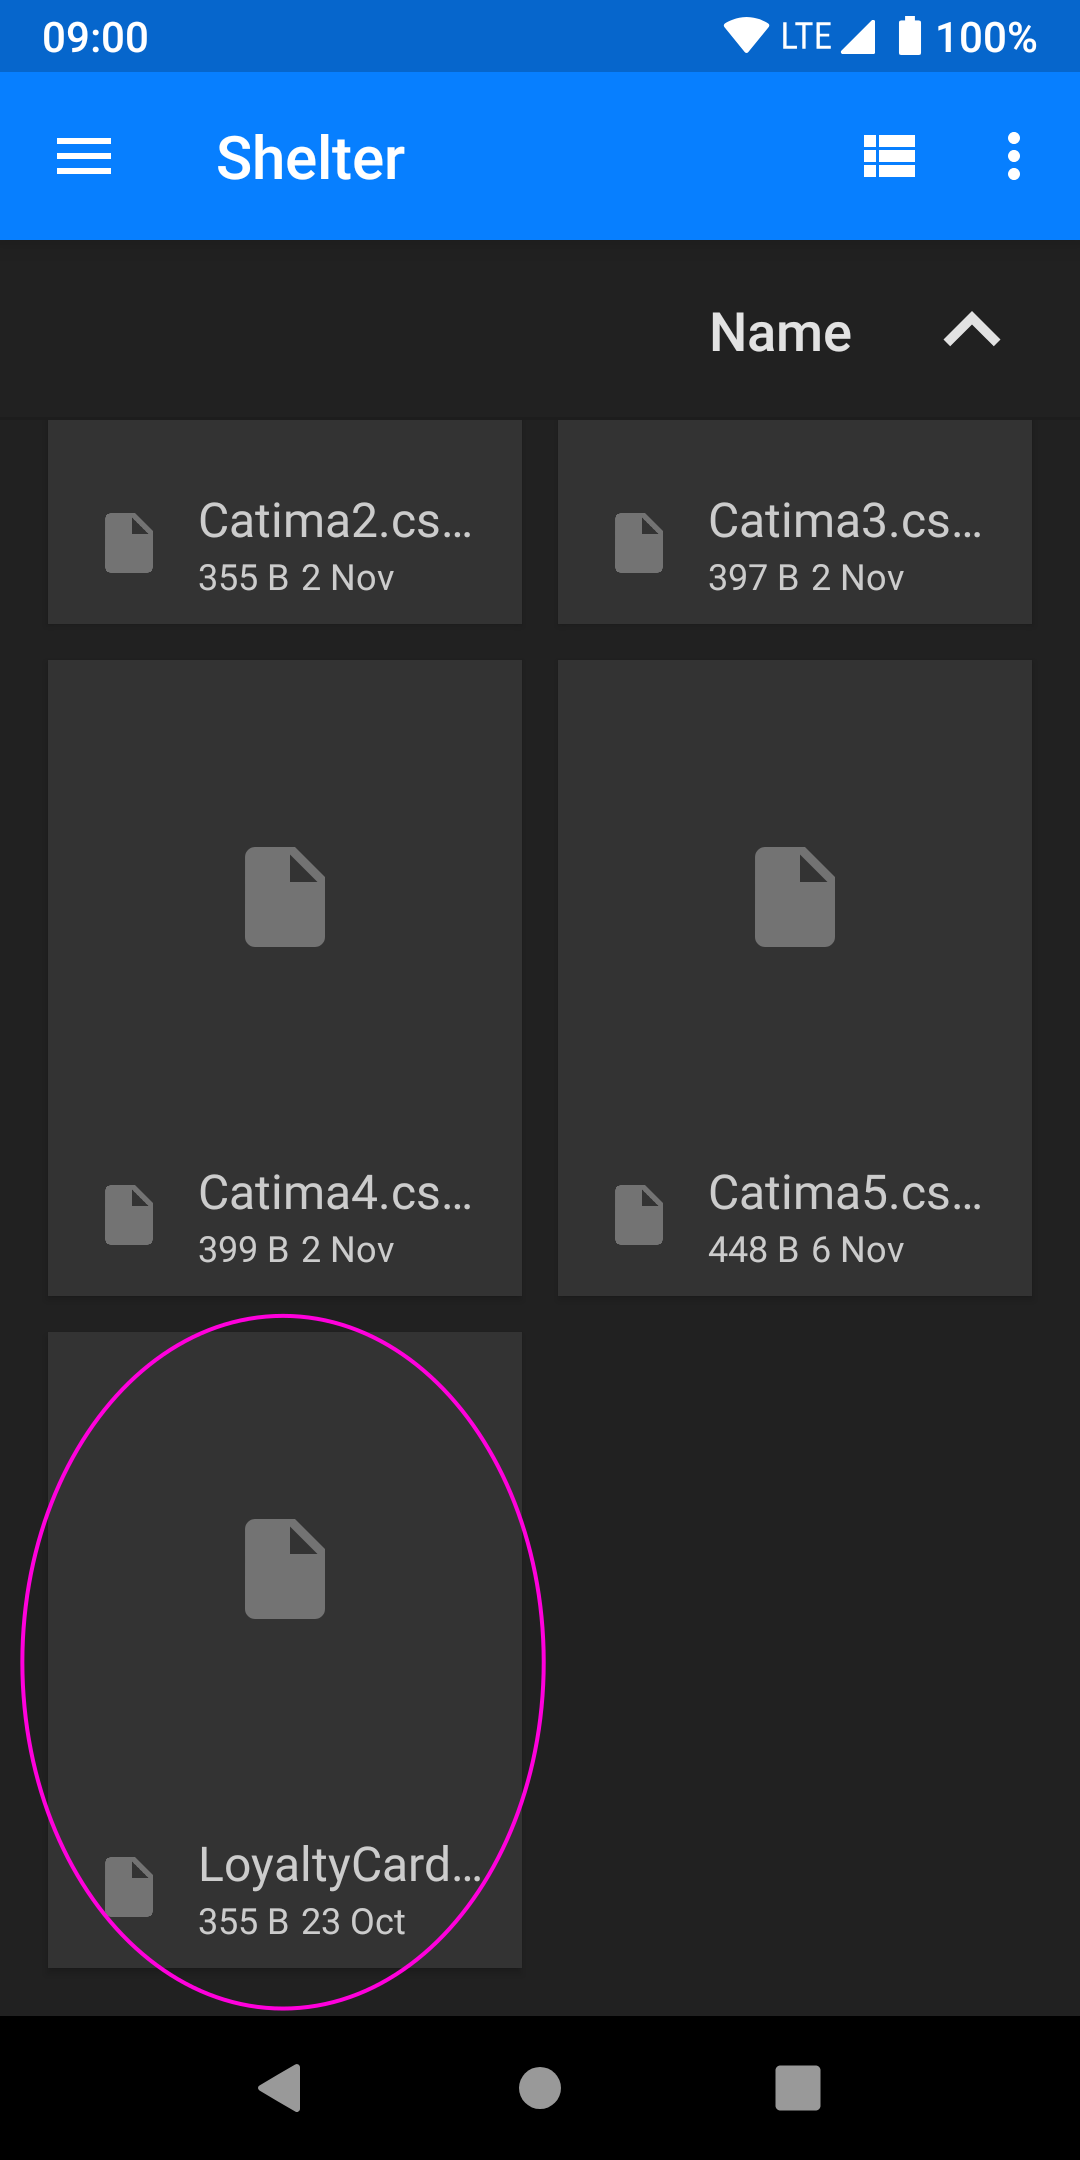 09:00 LTE 100%
Shelter
Name
Catima2.cs...
355 B 2 Nov
Catima3.cs...
397 B 2 Nov
Catima4.cs...
399 B 2 Nov
Catima5.cs...
448 B 6 Nov
LoyaltyCard...
355 B 23 Oct